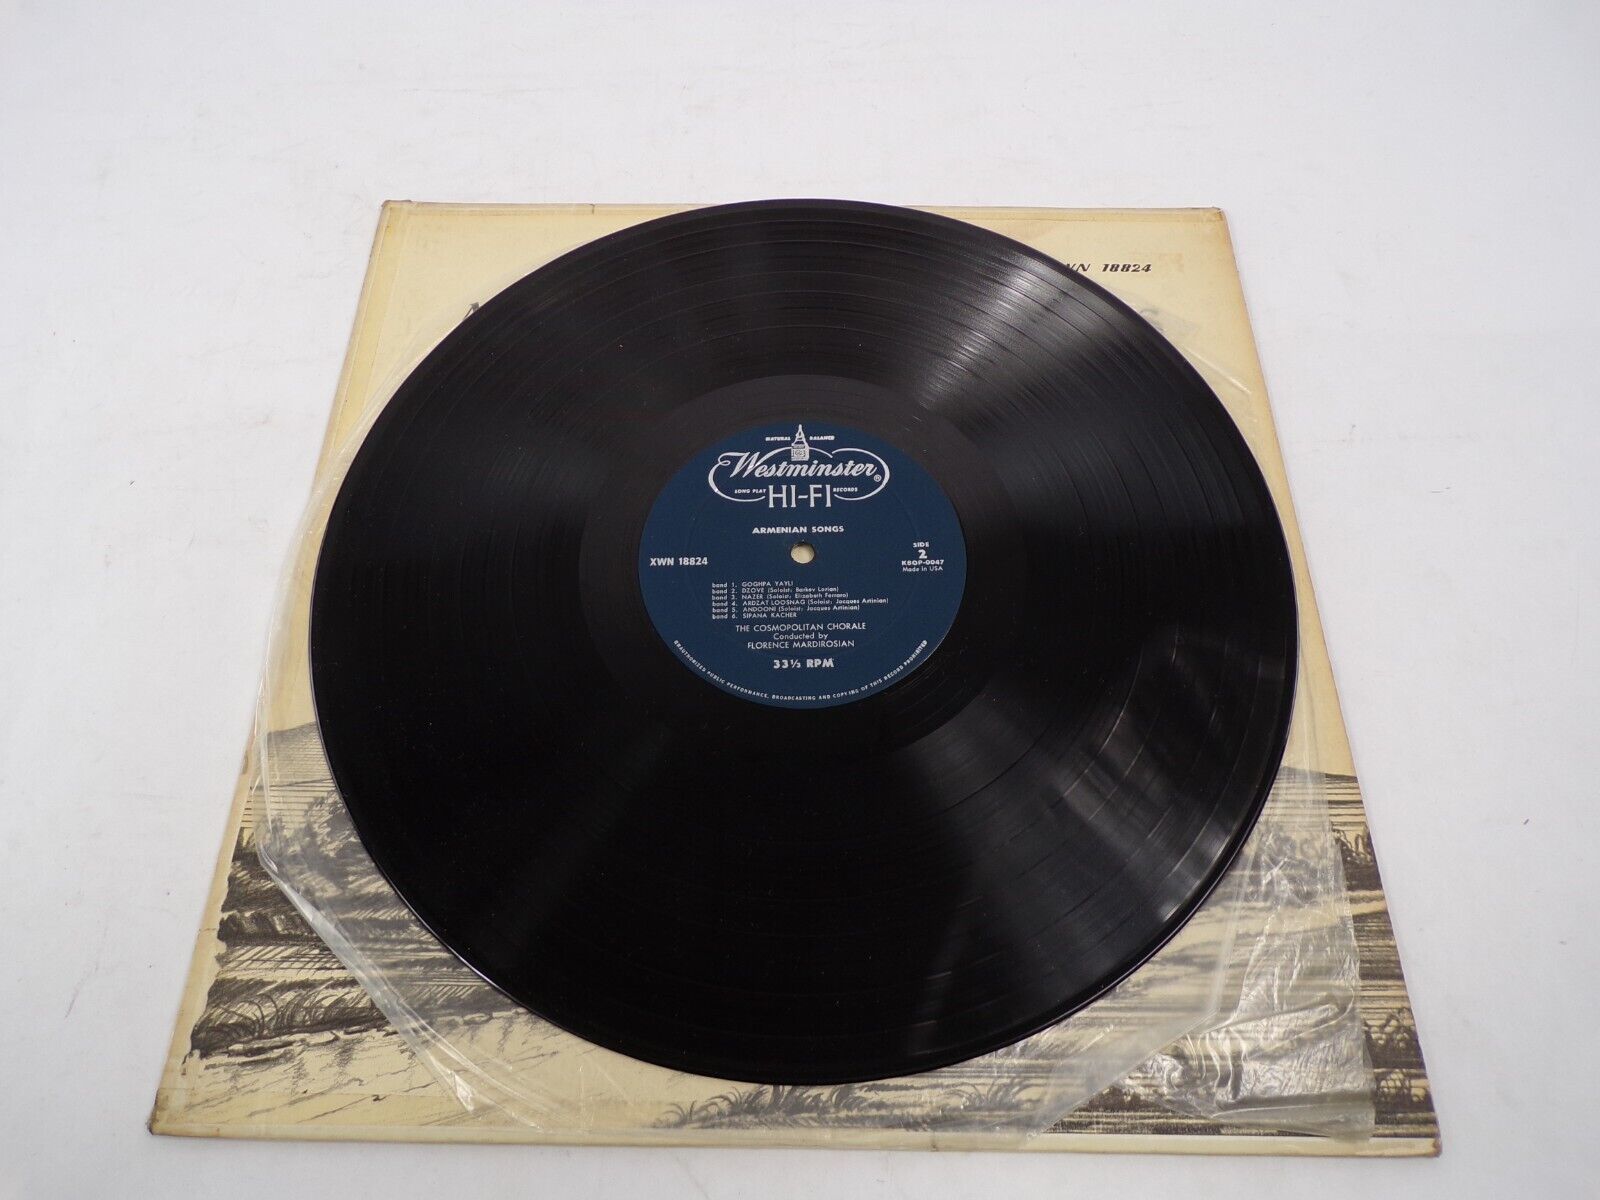 XWN 18824
NATURAL BALANCE
Westminster ®
LONG PLAY RECORDS
HI-FI
ARMENIAN SONGS
XWN 18824
SIDE
2
K8OP-0047
Made in USA
band 1. GOGHPA YAYLI
band 2. DZOVE (Soloist: Barkev Lorian)
band 3. NAZER (Soloist: Elizabeth Ferraro)
band 4. ARDZAT LOOSNAG (Soloist: Jacques Artinian)
band 5. ANDOONI (Soloist: Jacques Artinian)
band 6. SIPANA KACHER
THE COSMOPOLITAN CHORALE
Conducted by
FLORENCE MARDIROSIAN
33⅓ RPM
UNAUTHORIZED PUBLIC PERFORMANCE, BROADCASTING AND COPYING OF THIS RECORD PROHIBITED